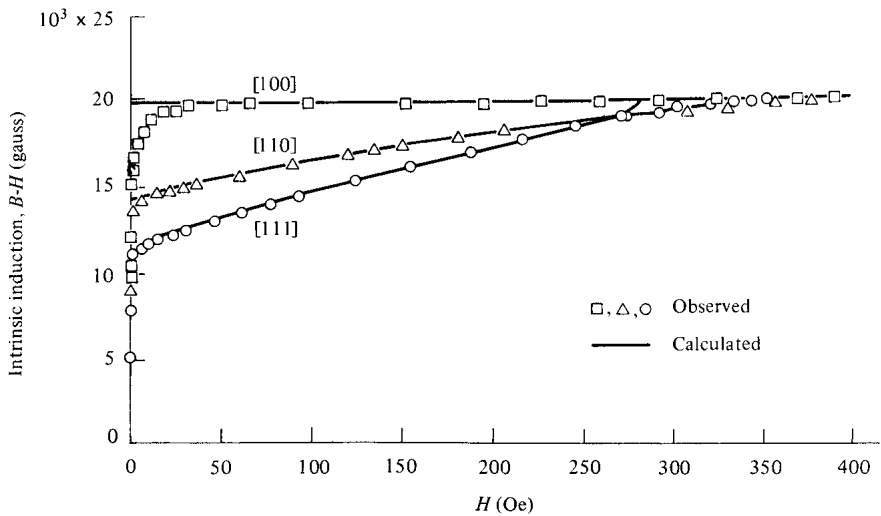 10³ × 25
20
15
10
5
0
Intrinsic induction, B-H (gauss)
[100]
[110]
[111]
□, △, ○ Observed
Calculated
0 50 100 150 200 250 300 350 400
H (Oe)